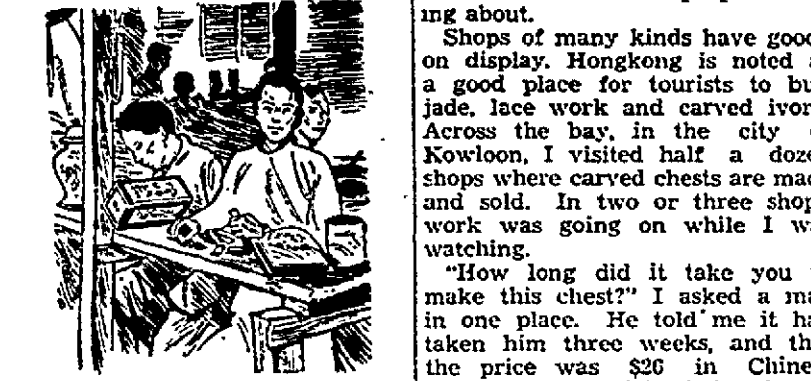 ing about.
Shops of many kinds have good
on display. Hongkong is noted a
a good place for tourists to bu
jade, lace work and carved ivor
Across the bay, in the city
Kowloon, I visited half a doze
shops where carved chests are mad
and sold. In two or three shop
work was going on while I wa
watching.
"How long did it take you
make this chest?" I asked a ma
in one place. He told me it ha
taken him three weeks, and th
the price was $26 in Chine